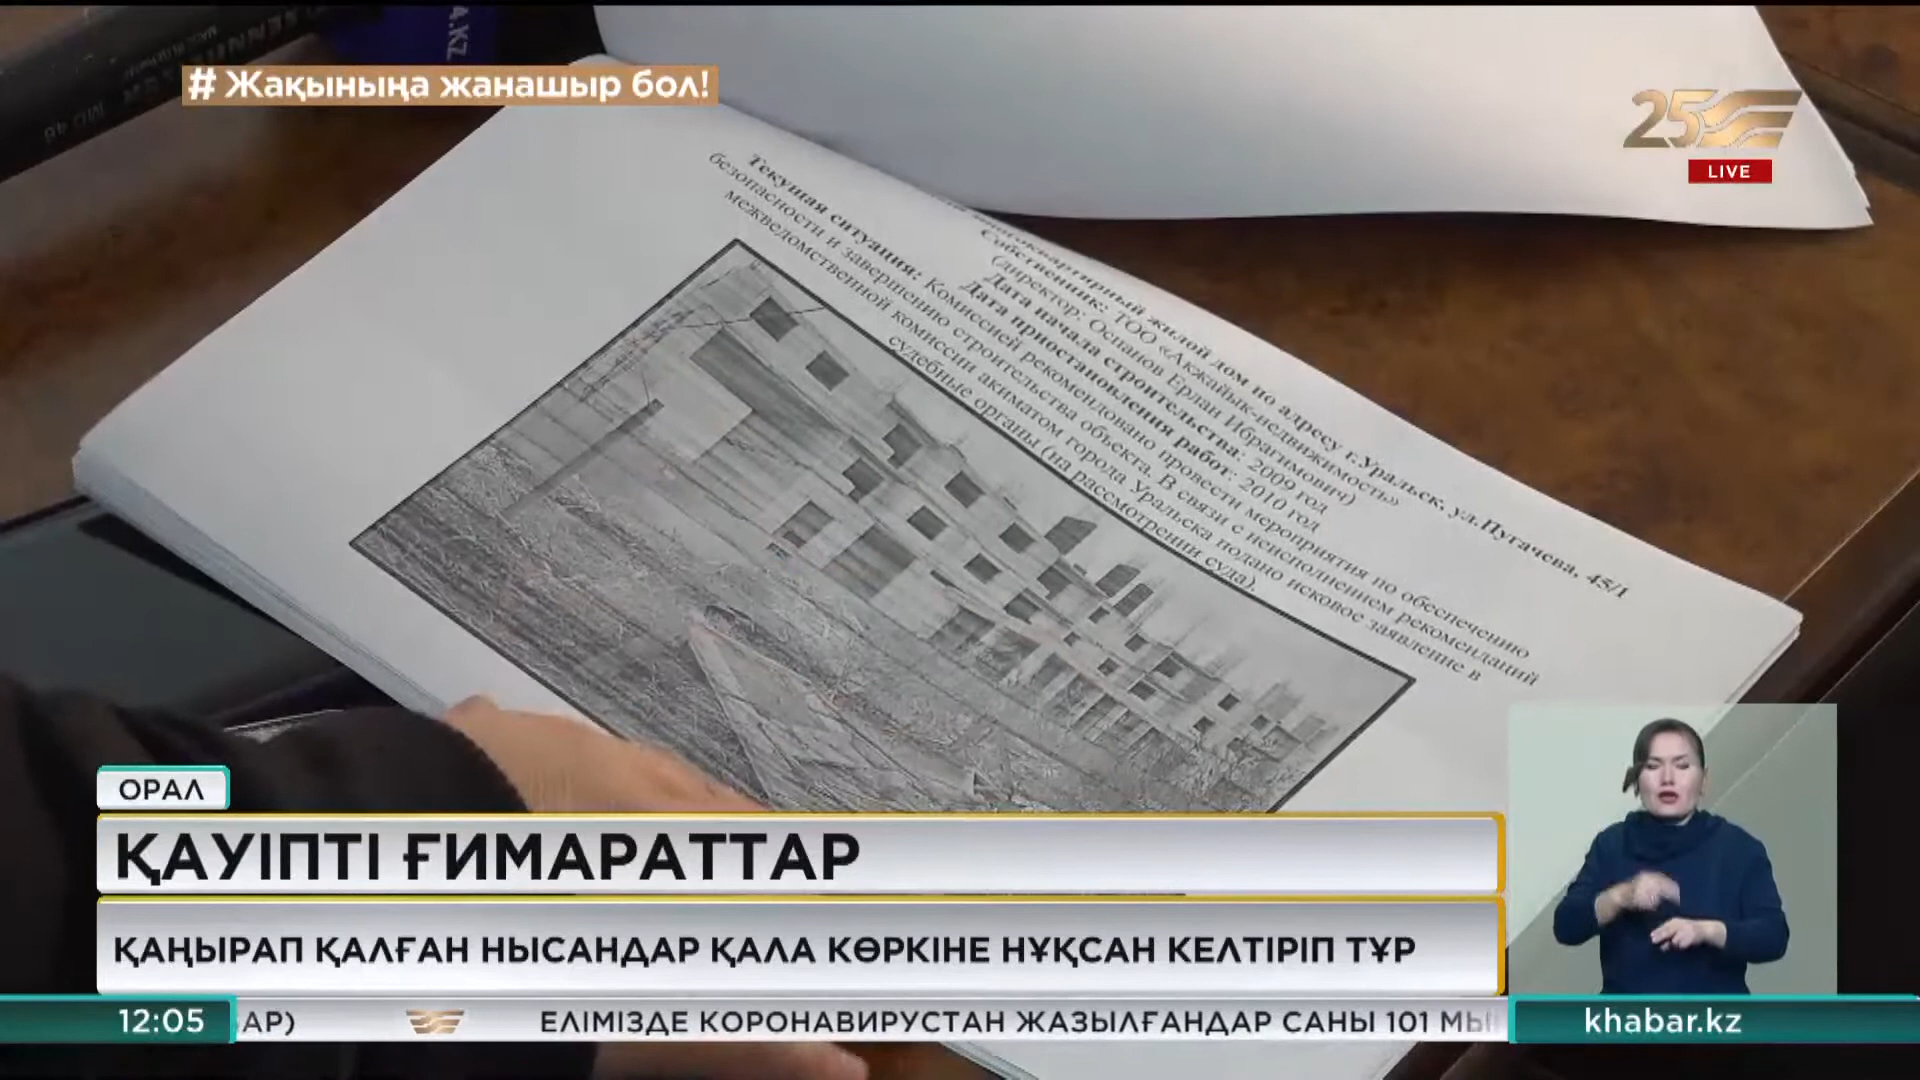 # Жақыныңа жанашыр бол!
25
LIVE
A.KZ
многоквартирный жилой дом по адресу г.Уральск, ул.Пугачева, 45/1
Собственник: ТОО «Акжайык-недвижимость»
(директор: Оспанов Ерлан Ибрагимович)
Дата начала строительства: 2009 год
Дата приостановления работ: 2010 год
Текущая ситуация: Комиссией рекомендовано провести мероприятия по обеспечению
безопасности и завершению строительства объекта. В связи с неисполнением рекомендаций
межведомственной комиссии акиматом города Уральска подано исковое заявление в
судебные органы (на рассмотрении суда).
ОРАЛ
ҚАУІПТІ ҒИМАРАТТАР
ҚАҢЫРАП ҚАЛҒАН НЫСАНДАР ҚАЛА КӨРКІНЕ НҰҚСАН КЕЛТІРІП ТҰР
12:05
АР) ЕЛІМІЗДЕ КОРОНАВИРУСТАН ЖАЗЫЛҒАНДАР САНЫ 101 МЫ
khabar.kz